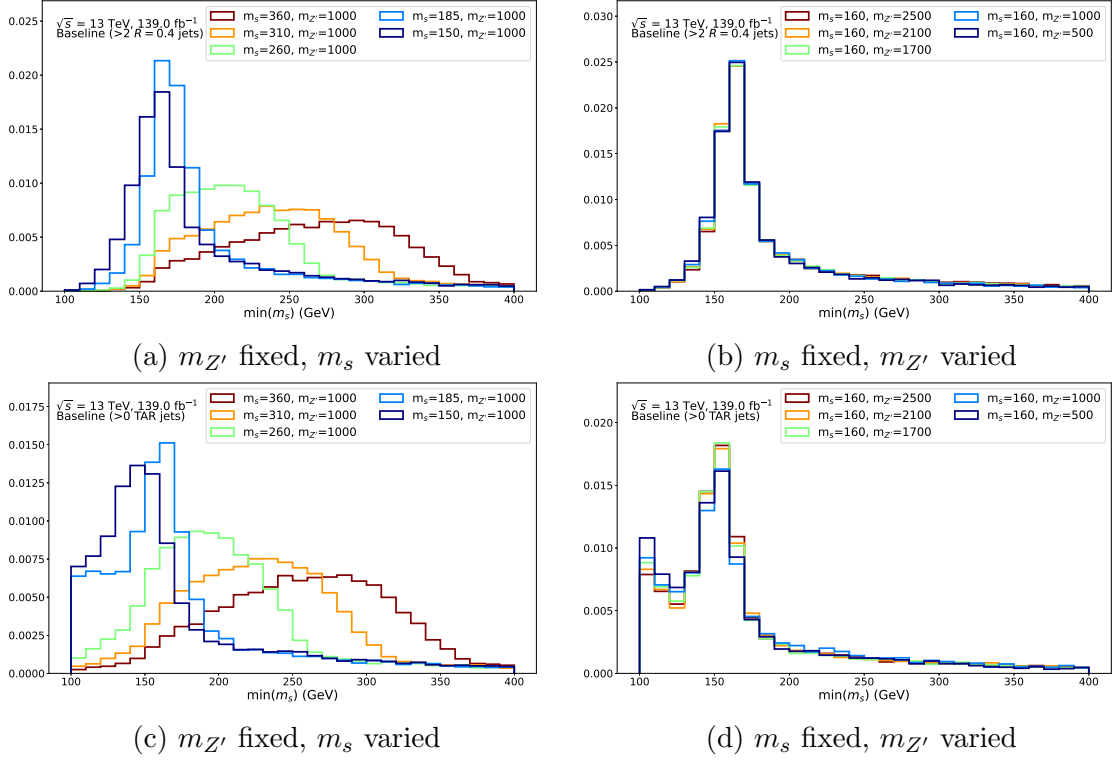 √s = 13 TeV, 139.0 fb⁻¹
Baseline (>2 R = 0.4 jets)
mₛ=360, m_Z′=1000
mₛ=310, m_Z′=1000
mₛ=260, m_Z′=1000
mₛ=185, m_Z′=1000
mₛ=150, m_Z′=1000
0.025
0.020
0.015
0.010
0.005
0.000
100 150 200 250 300 350 400
min(mₛ) (GeV)
(a) m_Z′ fixed, mₛ varied
√s = 13 TeV, 139.0 fb⁻¹
Baseline (>2 R = 0.4 jets)
mₛ=160, m_Z′=2500
mₛ=160, m_Z′=2100
mₛ=160, m_Z′=1700
mₛ=160, m_Z′=1000
mₛ=160, m_Z′=500
0.030
0.025
0.020
0.015
0.010
0.005
0.000
100 150 200 250 300 350 400
min(mₛ) (GeV)
(b) mₛ fixed, m_Z′ varied
√s = 13 TeV, 139.0 fb⁻¹
Baseline (>0 TAR jets)
mₛ=360, m_Z′=1000
mₛ=310, m_Z′=1000
mₛ=260, m_Z′=1000
mₛ=185, m_Z′=1000
mₛ=150, m_Z′=1000
0.0175
0.0150
0.0125
0.0100
0.0075
0.0050
0.0025
0.0000
100 150 200 250 300 350 400
min(mₛ) (GeV)
(c) m_Z′ fixed, mₛ varied
√s = 13 TeV, 139.0 fb⁻¹
Baseline (>0 TAR jets)
mₛ=160, m_Z′=2500
mₛ=160, m_Z′=2100
mₛ=160, m_Z′=1700
mₛ=160, m_Z′=1000
mₛ=160, m_Z′=500
0.020
0.015
0.010
0.005
0.000
100 150 200 250 300 350 400
min(mₛ) (GeV)
(d) mₛ fixed, m_Z′ varied